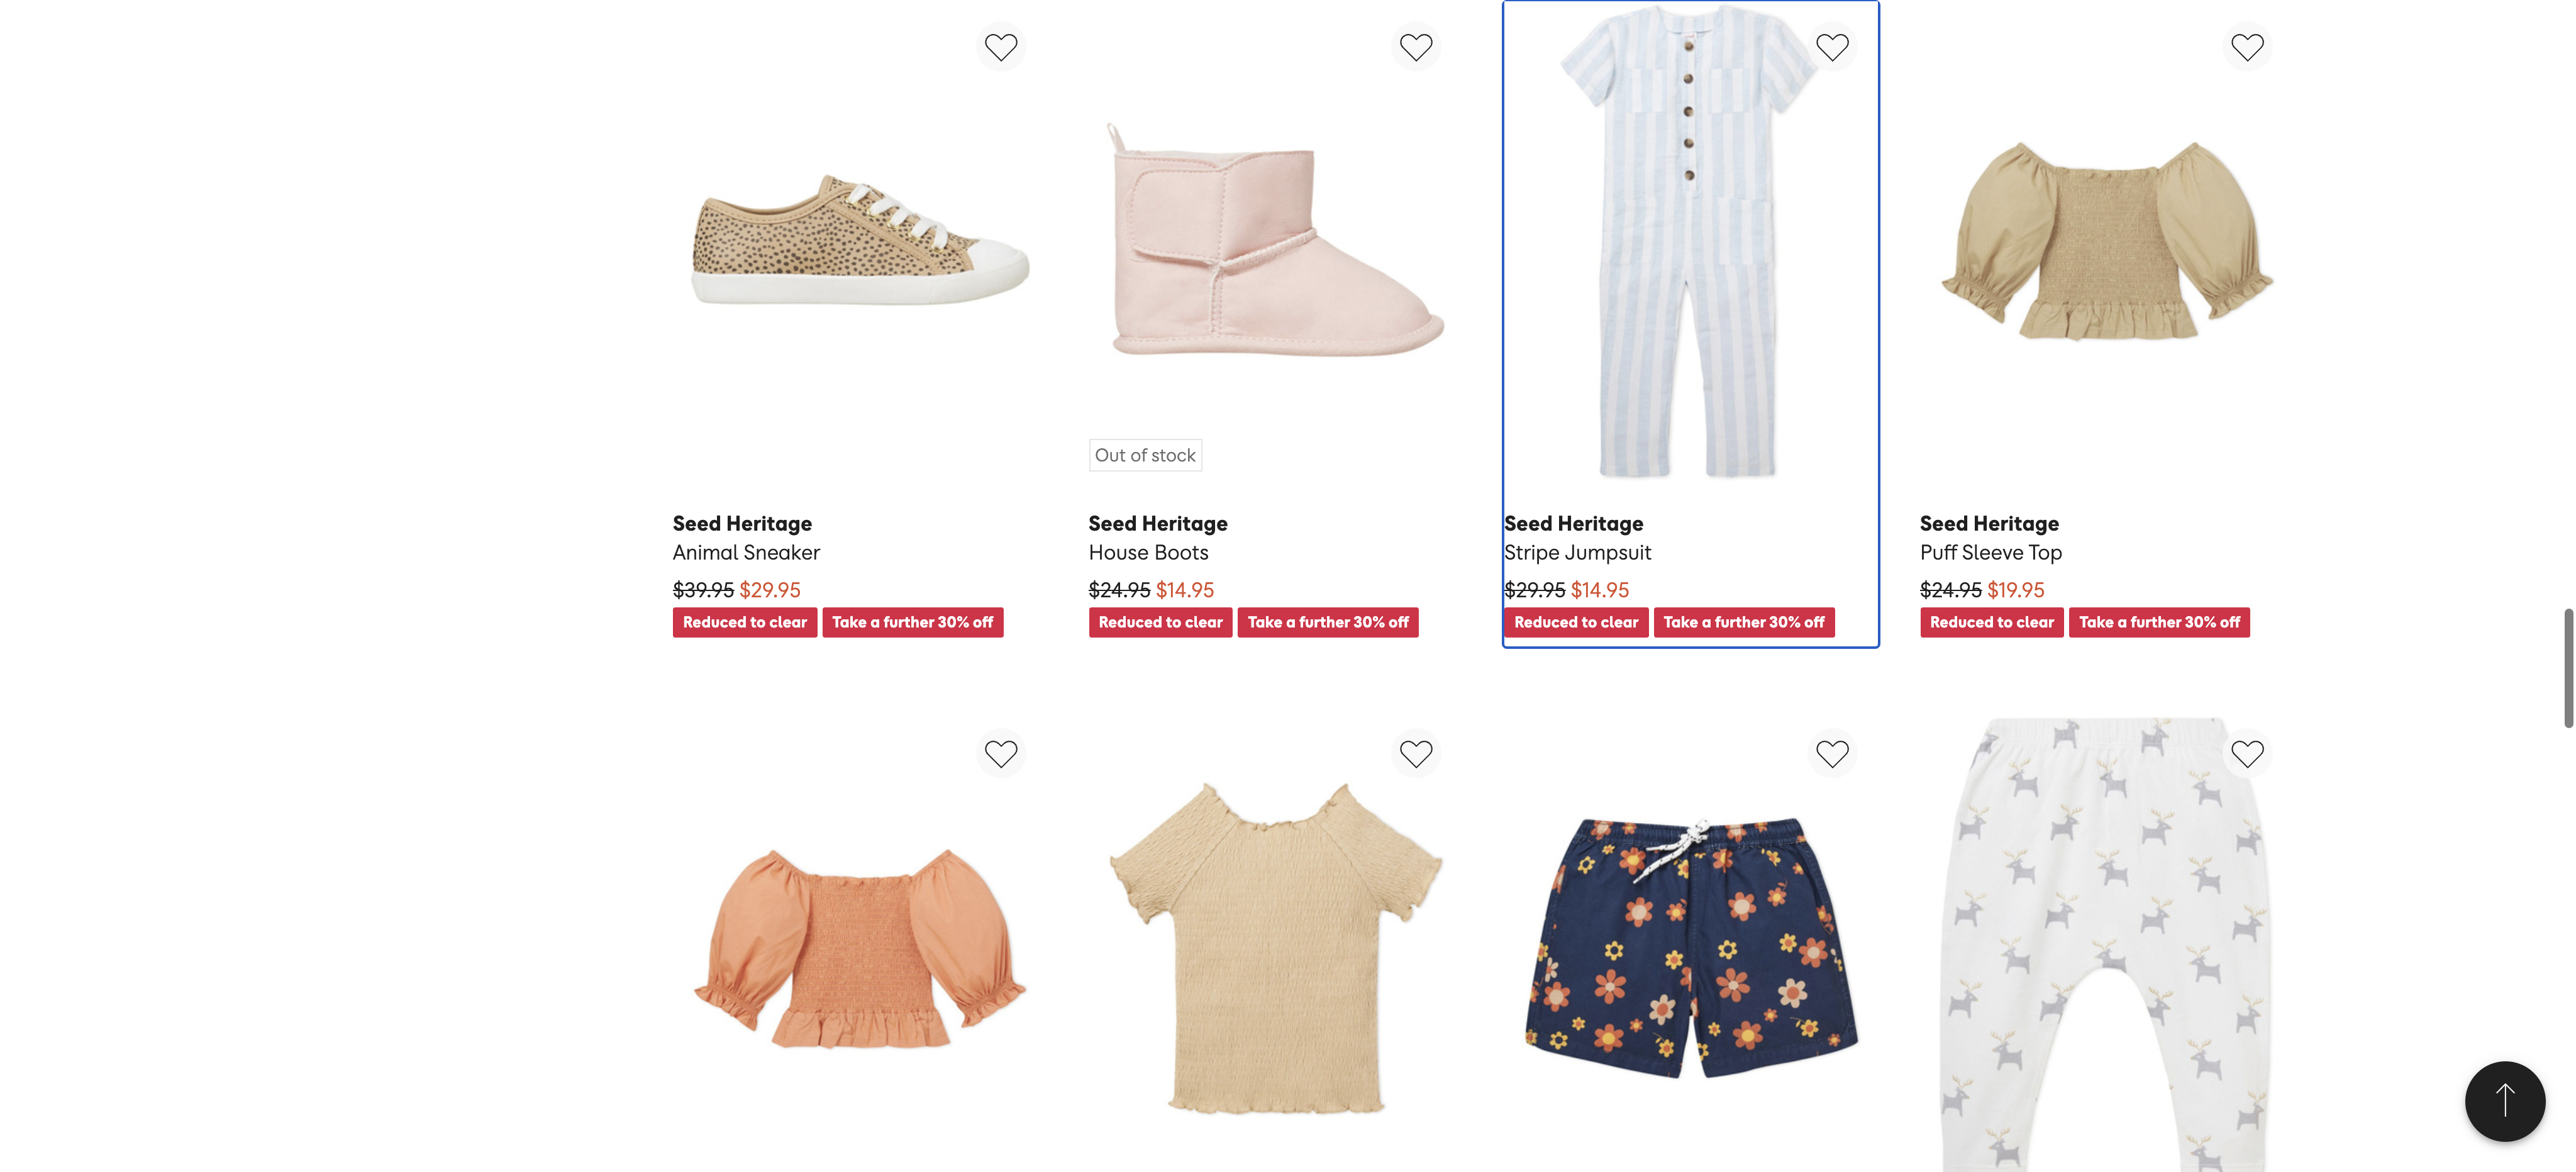 Out of stock
Seed Heritage
Animal Sneaker
$39.95 $29.95
Reduced to clear Take a further 30% off
Seed Heritage
House Boots
$24.95 $14.95
Reduced to clear Take a further 30% off
Seed Heritage
Stripe Jumpsuit
$29.95 $14.95
Reduced to clear Take a further 30% off
Seed Heritage
Puff Sleeve Top
$24.95 $19.95
Reduced to clear Take a further 30% off